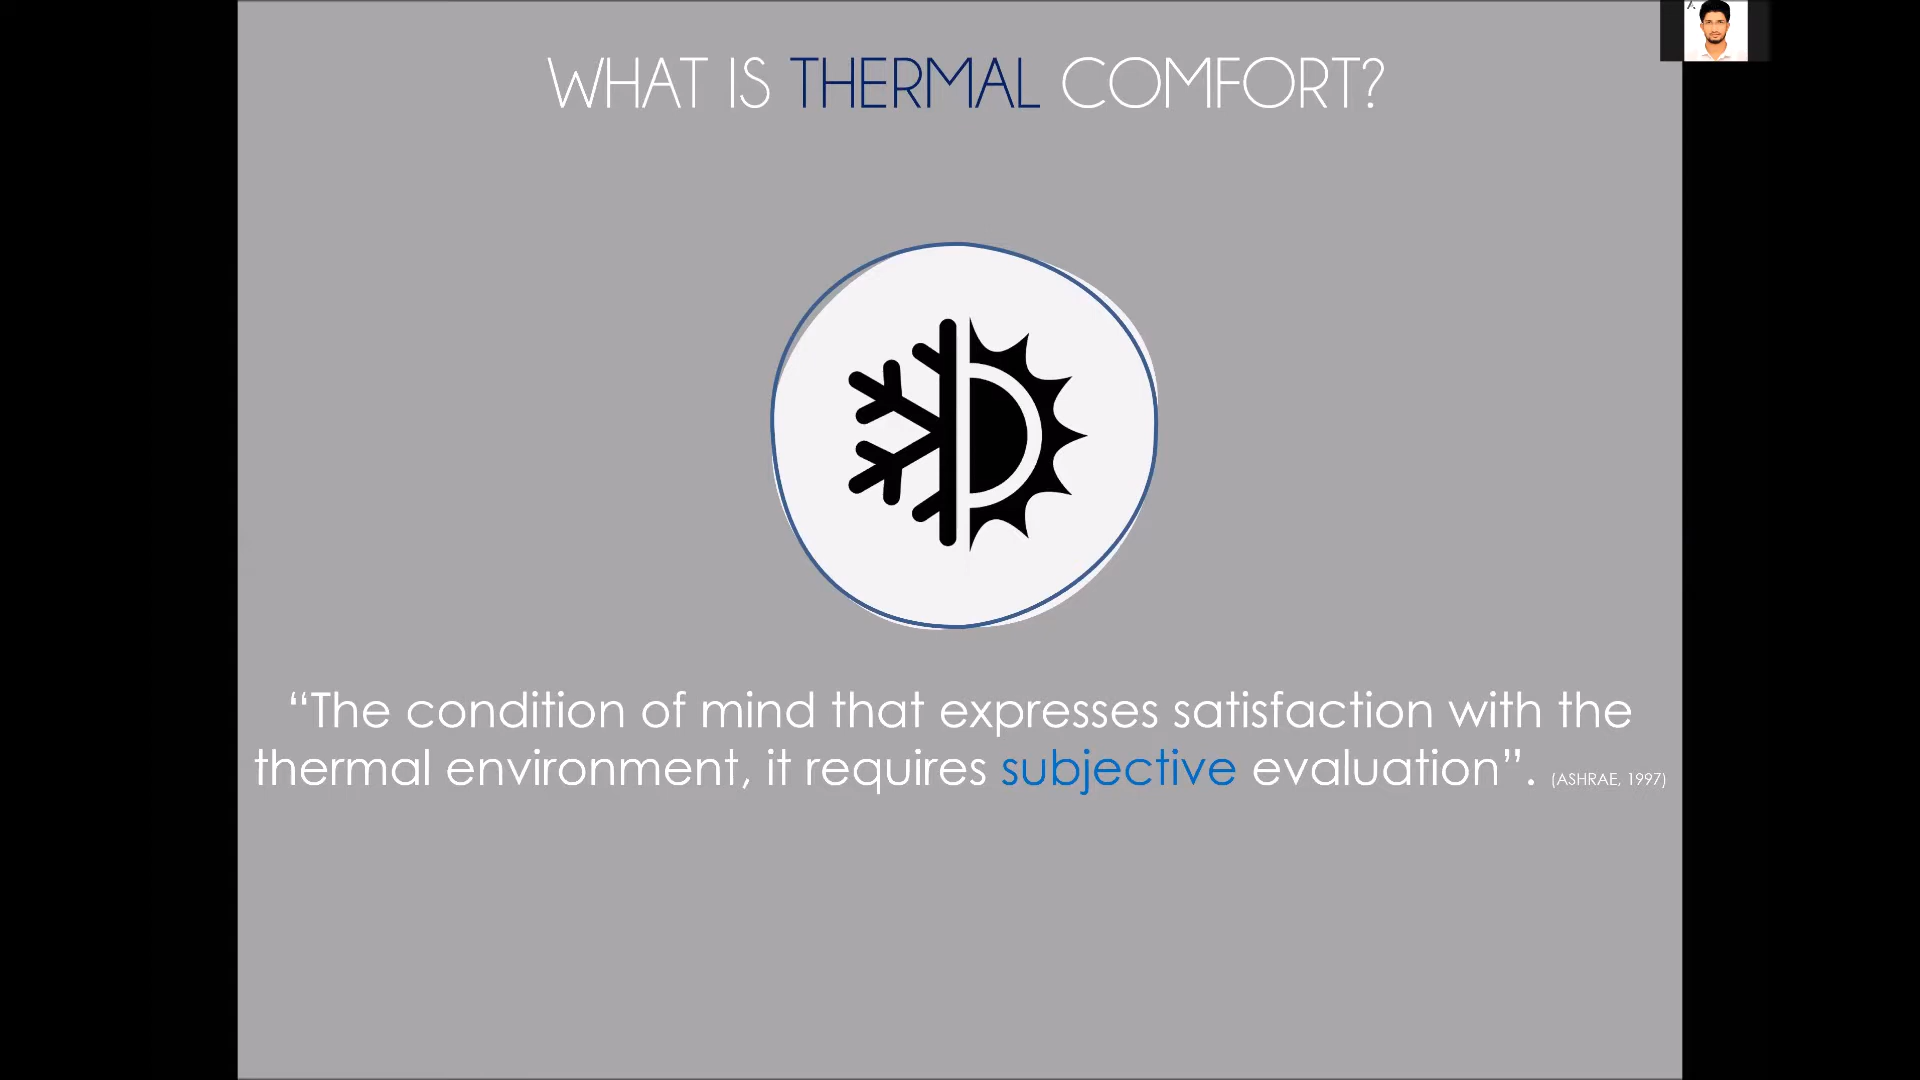 WHAT IS THERMAL COMFORT?
“The condition of mind that expresses satisfaction with the
thermal environment, it requires subjective evaluation”. (ASHRAE, 1997)